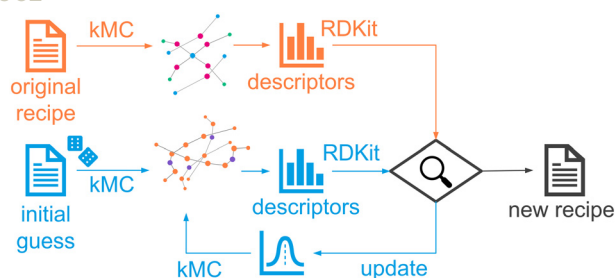 kMC
RDKit
original
recipe
descriptors
kMC
RDKit
initial
guess
descriptors
new recipe
kMC
update